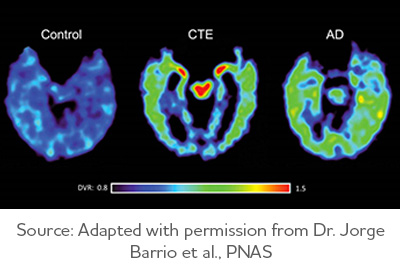 Control CTE AD
DVR: 0.8 1.5
Source: Adapted with permission from Dr. Jorge
Barrio et al., PNAS